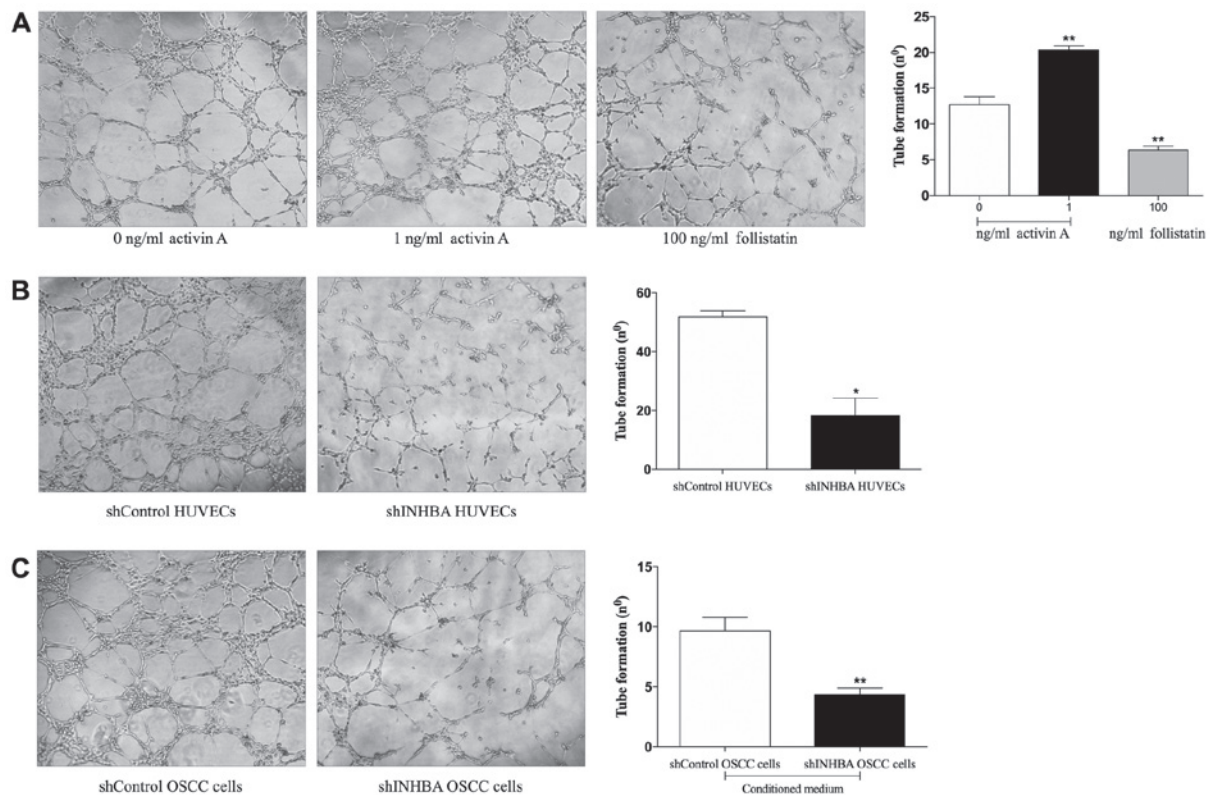 A
0 ng/ml activin A
1 ng/ml activin A
100 ng/ml follistatin
Tube formation (n⁰)
25
20
15
10
5
0
**
**
0
1
100
ng/ml activin A
ng/ml follistatin
B
shControl HUVECs
shINHBA HUVECs
Tube formation (n⁰)
60
40
20
0
*
shControl HUVECs
shINHBA HUVECs
C
shControl OSCC cells
shINHBA OSCC cells
Tube formation (n⁰)
15
10
5
0
**
shControl OSCC cells
shINHBA OSCC cells
Conditioned medium